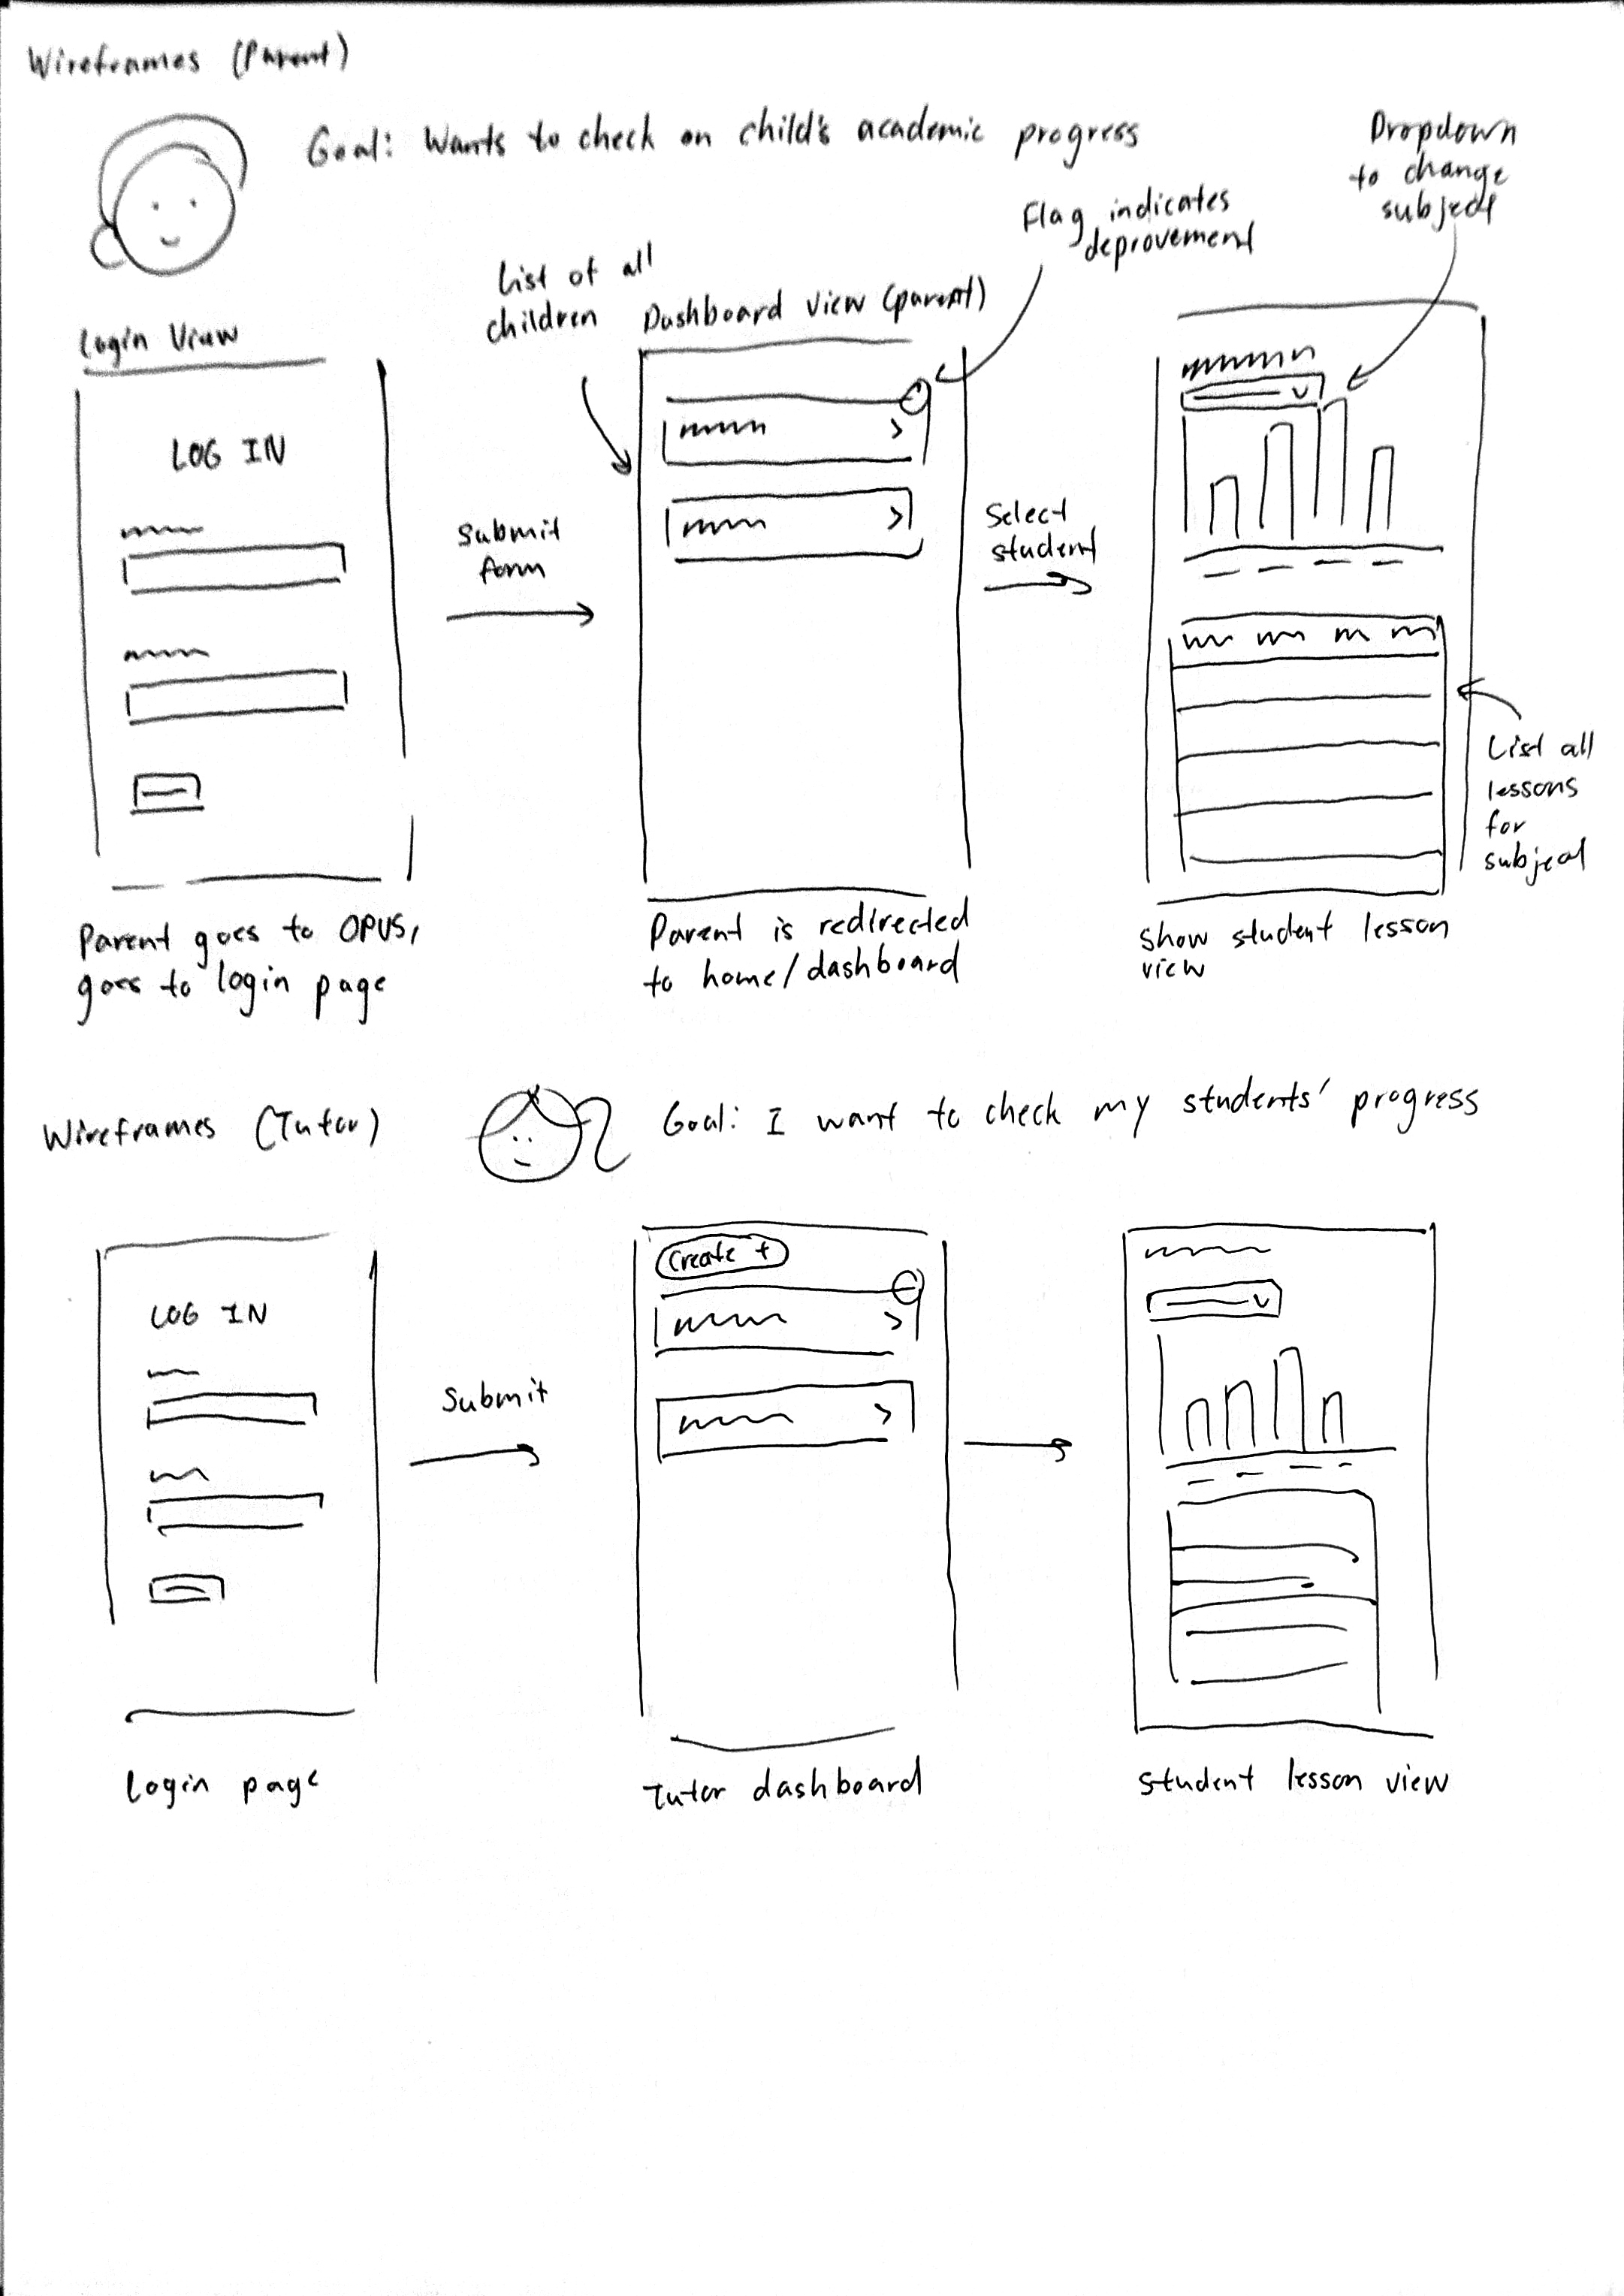 Wireframes (Parent)
Goal: Wants to check on child's academic progress
Dropdown
to change
subject
Flag indicates
deprovement
List of all
children
Dashboard View (parent)
Login View
LOG IN
Submit
form
Select
student
List all
lessons
for
subject
Parent goes to OPUS,
goes to login page
Parent is redirected
to home/dashboard
Show student lesson
view
Wireframes (Tutor)
Goal: I want to check my students' progress
LOG IN
Submit
Create +
Login page
Tutor dashboard
Student lesson view